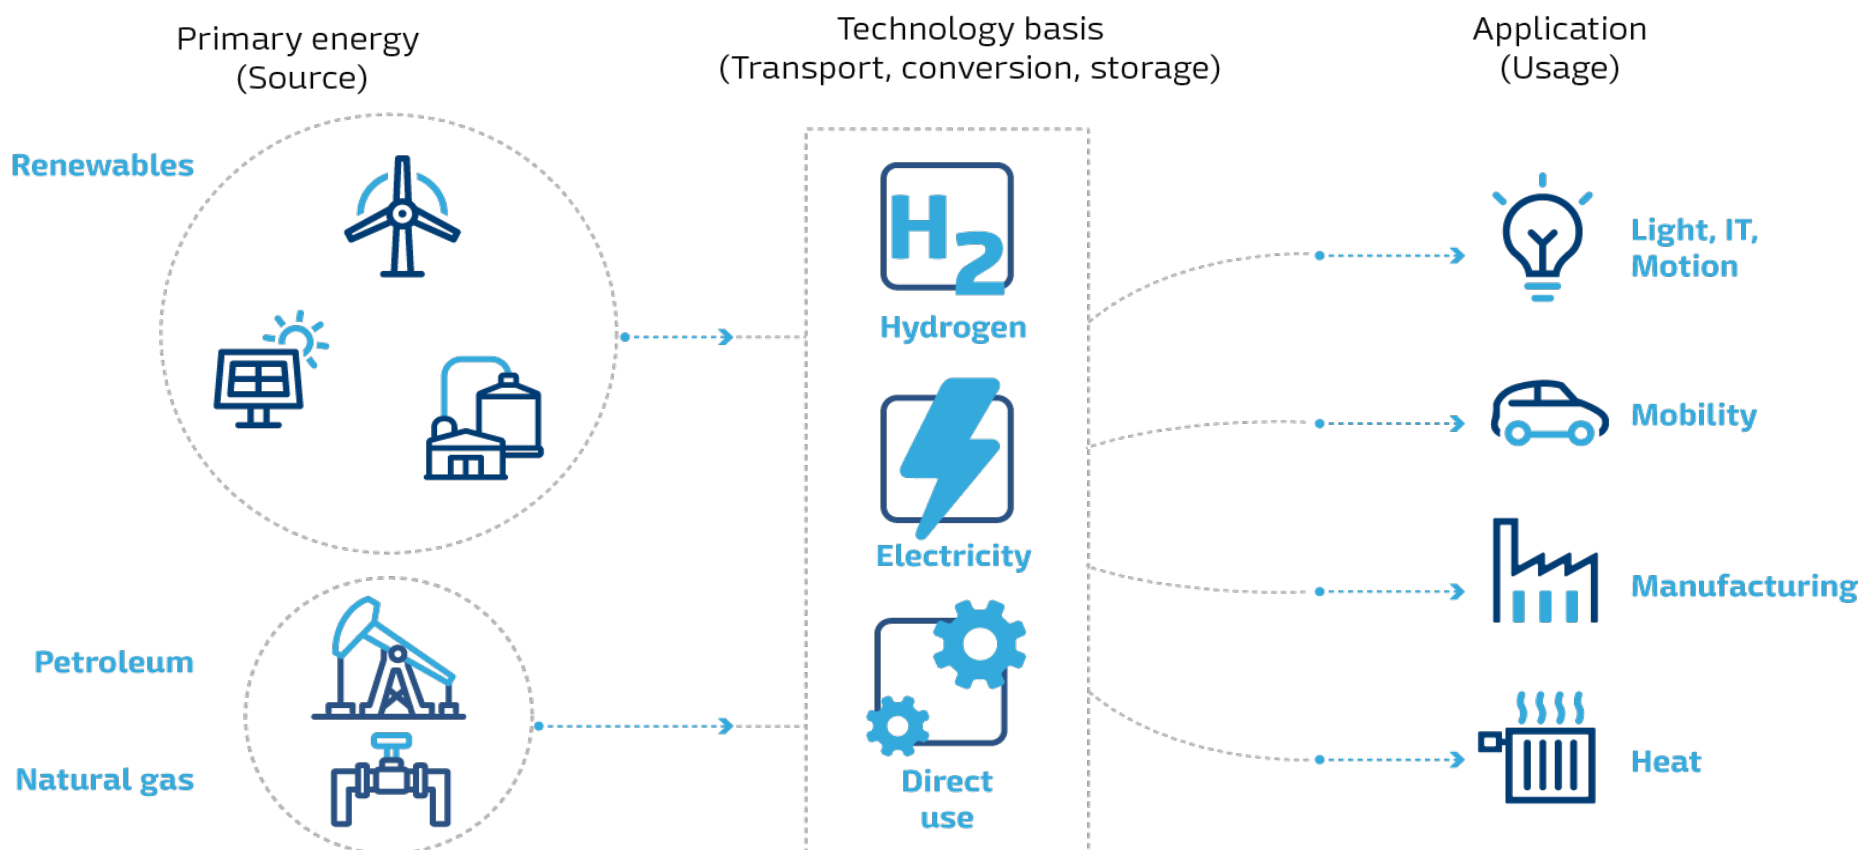 Primary energy
(Source)
Technology basis
(Transport, conversion, storage)
Application
(Usage)
Renewables
Petroleum
Natural gas
H2
Hydrogen
Electricity
Direct
use
Light, IT,
Motion
Mobility
Manufacturing
Heat